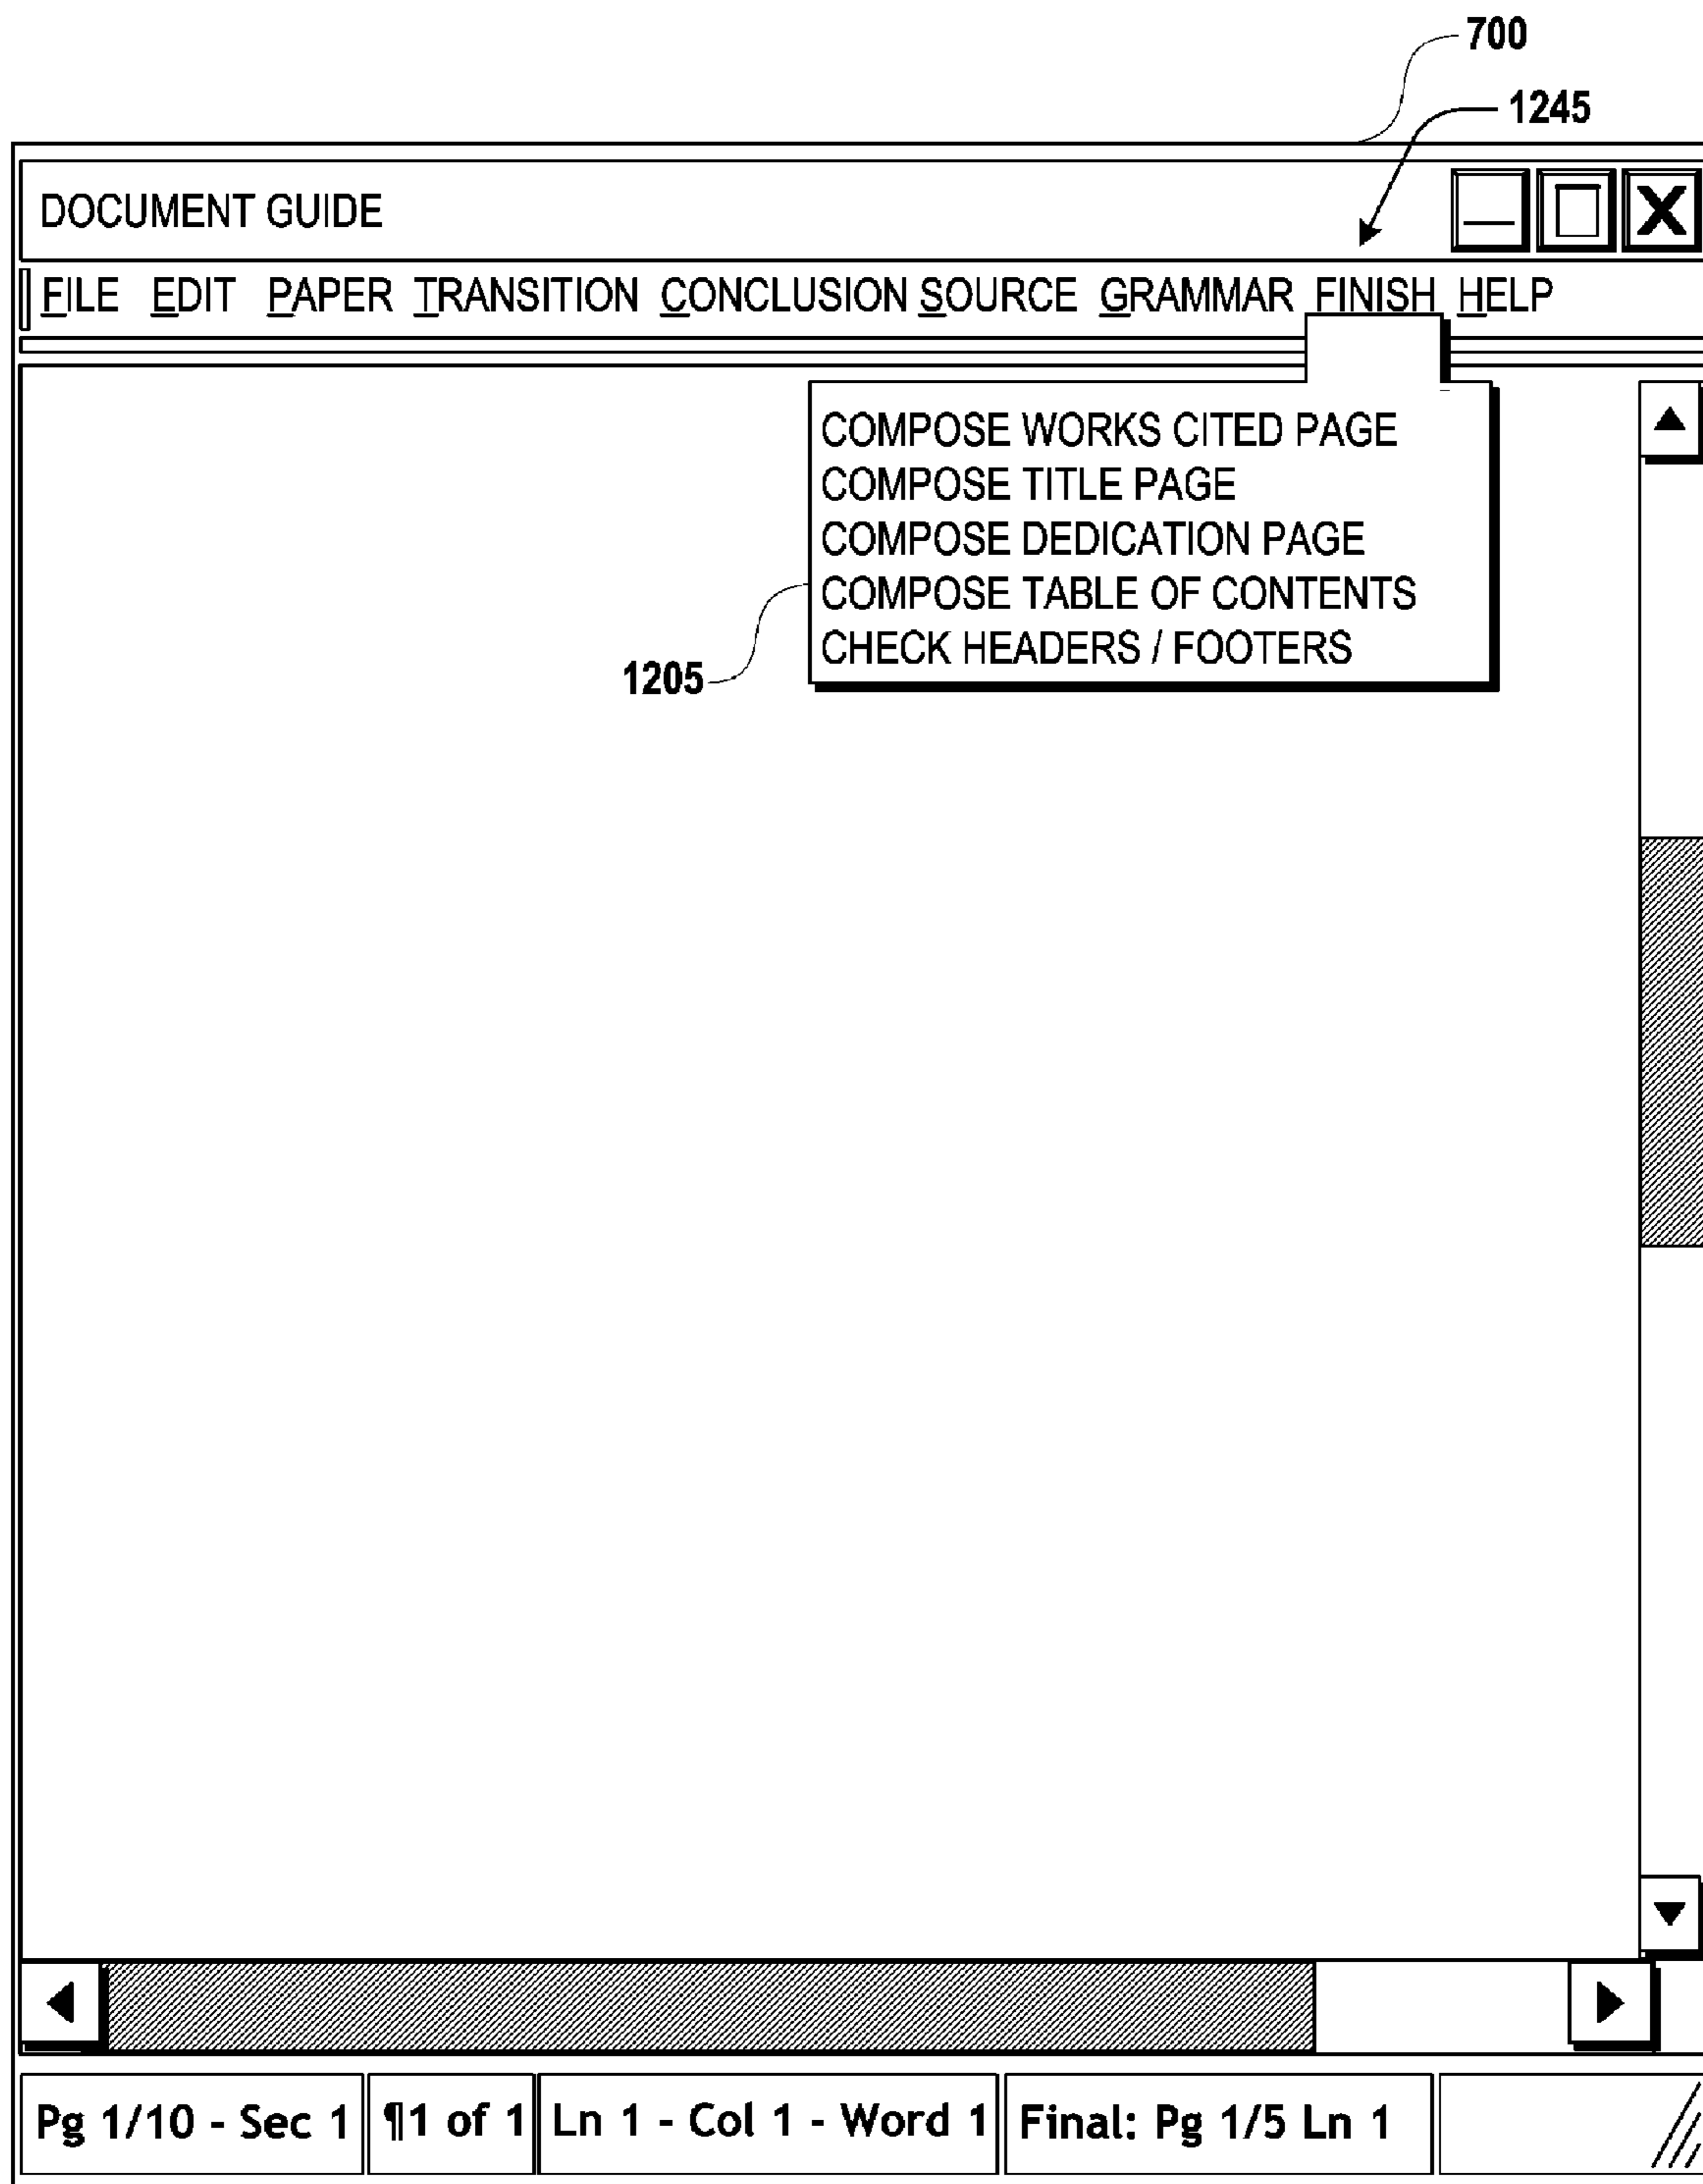 700
1245
DOCUMENT GUIDE
FILE EDIT PAPER TRANSITION CONCLUSION SOURCE GRAMMAR FINISH HELP
COMPOSE WORKS CITED PAGE
COMPOSE TITLE PAGE
COMPOSE DEDICATION PAGE
COMPOSE TABLE OF CONTENTS
CHECK HEADERS / FOOTERS
1205
Pg 1/10 - Sec 1 ¶1 of 1 Ln 1 - Col 1 - Word 1 Final: Pg 1/5 Ln 1